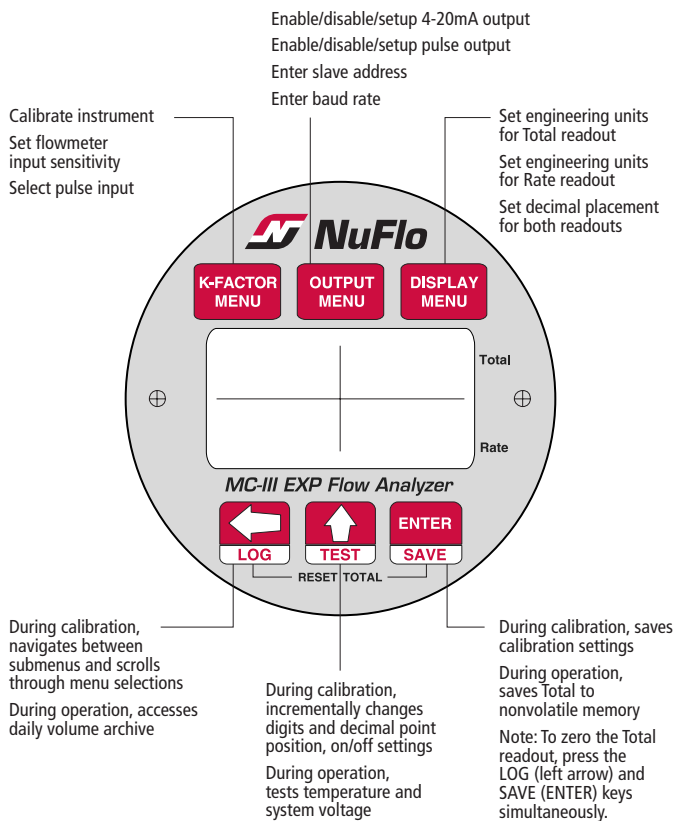 Enable/disable/setup 4-20mA output
Enable/disable/setup pulse output
Enter slave address
Enter baud rate
Calibrate instrument
Set flowmeter
input sensitivity
Select pulse input
Set engineering units
for Total readout
Set engineering units
for Rate readout
Set decimal placement
for both readouts
NuFlo
K-FACTOR
MENU
OUTPUT
MENU
DISPLAY
MENU
Total
Rate
MC-III EXP Flow Analyzer
ENTER
LOG
TEST
SAVE
RESET TOTAL
During calibration,
navigates between
submenus and scrolls
through menu selections
During operation, accesses
daily volume archive
During calibration,
incrementally changes
digits and decimal point
position, on/off settings
During operation,
tests temperature and
system voltage
During calibration, saves
calibration settings
During operation,
saves Total to
nonvolatile memory
Note: To zero the Total
readout, press the
LOG (left arrow) and
SAVE (ENTER) keys
simultaneously.